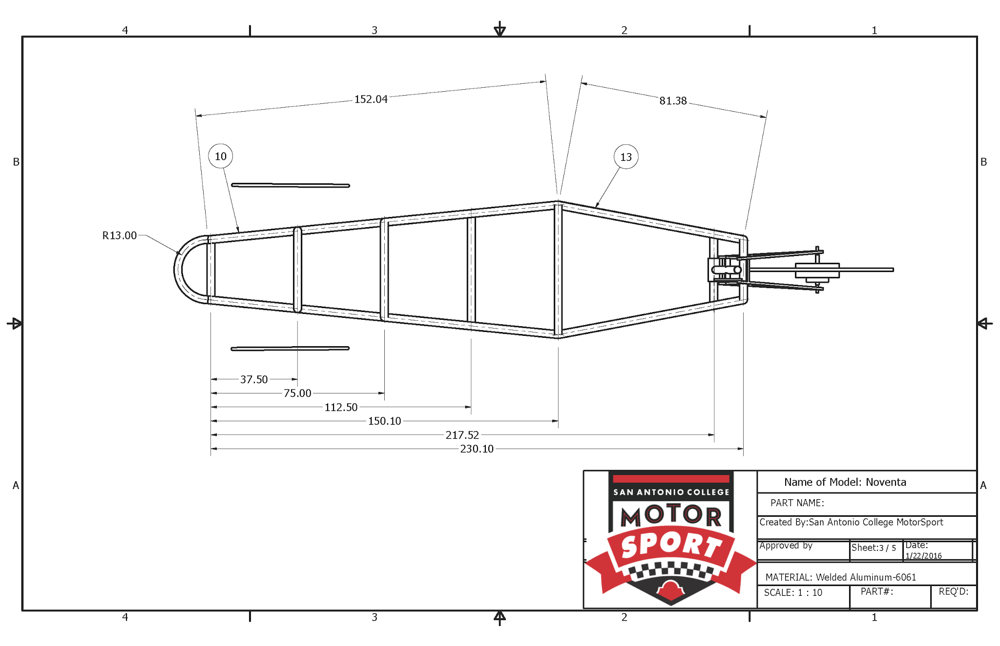 4 3 2 1
152.04
81.38
10
13
B B
R13.00
37.50
75.00
112.50
150.10
217.52
230.10
A A
SAN ANTONIO COLLEGE
MOTOR
SPORT
Name of Model: Noventa
PART NAME:
Created By:San Antonio College MotorSport
Approved by
Sheet:3 / 5
Date:
1/22/2016
MATERIAL: Welded Aluminum-6061
SCALE: 1 : 10
PART#:
REQ'D:
4 3 2 1